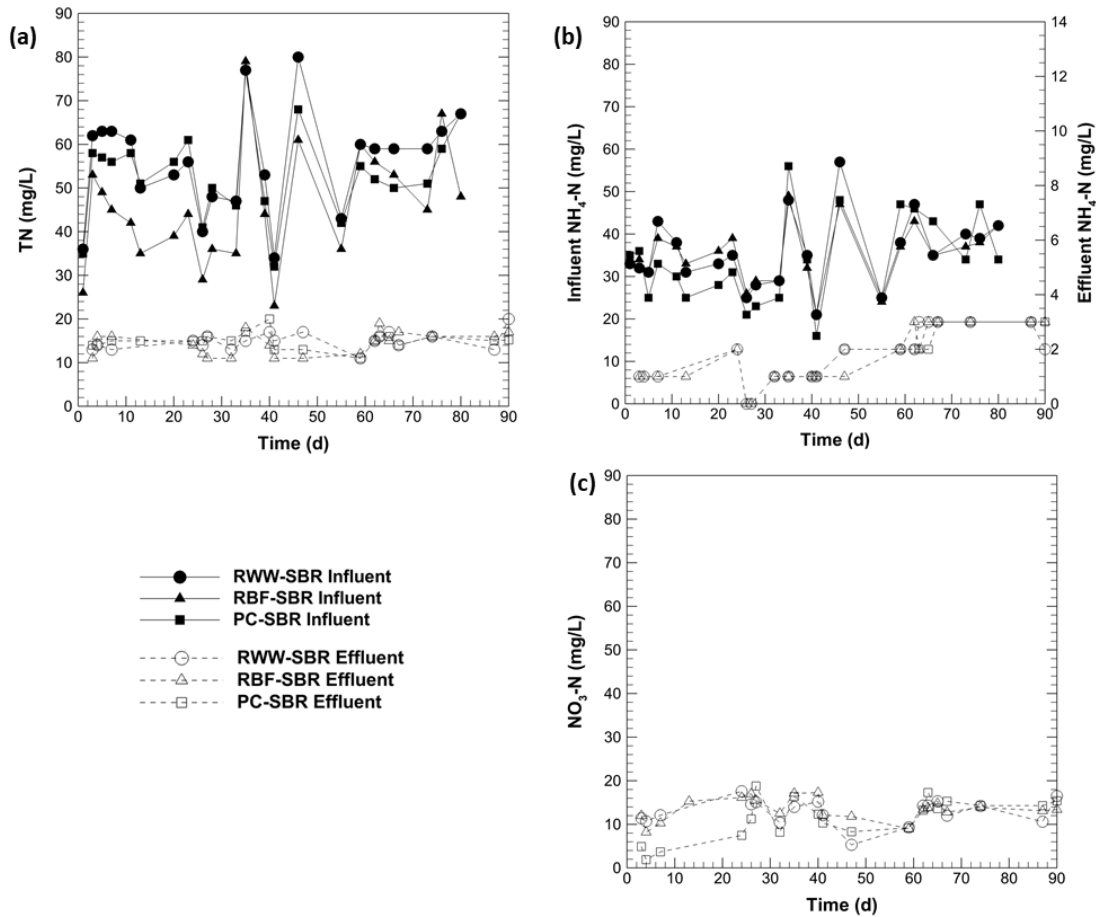 (a)
90
80
70
60
50
40
30
20
10
0
TN (mg/L)
0 10 20 30 40 50 60 70 80 90
Time (d)
(b)
90
80
70
60
50
40
30
20
10
0
Influent NH₄-N (mg/L)
14
12
10
8
6
4
2
0
Effluent NH₄-N (mg/L)
0 10 20 30 40 50 60 70 80 90
Time (d)
RWW-SBR Influent
RBF-SBR Influent
PC-SBR Influent
RWW-SBR Effluent
RBF-SBR Effluent
PC-SBR Effluent
(c)
90
80
70
60
50
40
30
20
10
0
NO₃-N (mg/L)
0 10 20 30 40 50 60 70 80 90
Time (d)